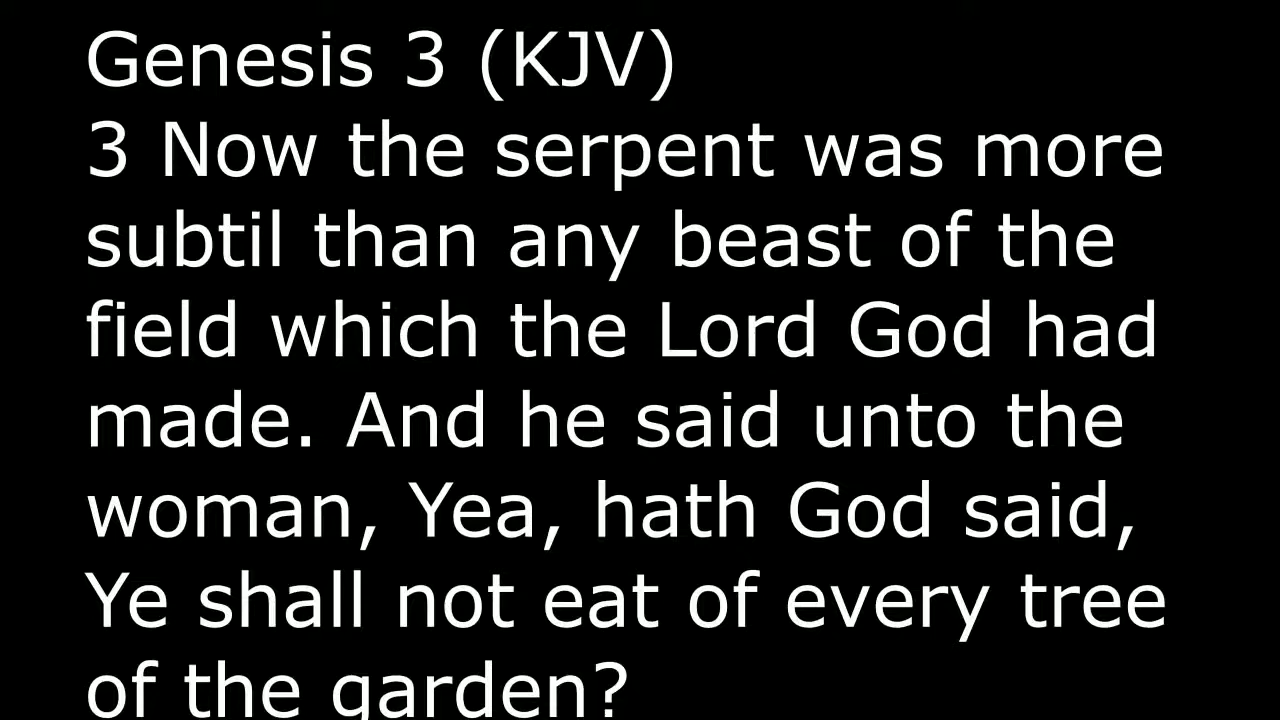 Genesis 3 (KJV)
3 Now the serpent was more
subtil than any beast of the
field which the Lord God had
made. And he said unto the
woman, Yea, hath God said,
Ye shall not eat of every tree
of the garden?